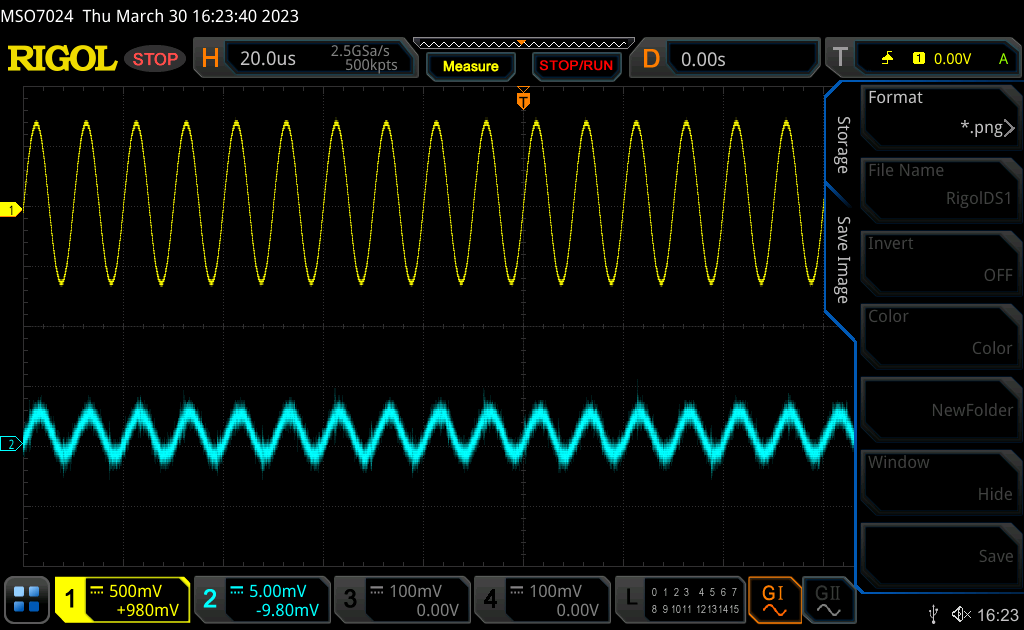 MSO7024 Thu March 30 16:23:40 2023
RIGOL STOP H 20.0us 2.5GSa/s 500kpts Measure STOP/RUN D 0.00s T 1 0.00V A
T
1
2
Storage
Save Image
Format
*.png
File Name
RigolDS1
Invert
OFF
Color
Color
NewFolder
Window
Hide
Save
1 500mV +980mV
2 5.00mV -9.80mV
3 100mV 0.00V
4 100mV 0.00V
L 0 1 2 3 4 5 6 7
8 9 10 11 12 13 14 15
GI
GII
16:23